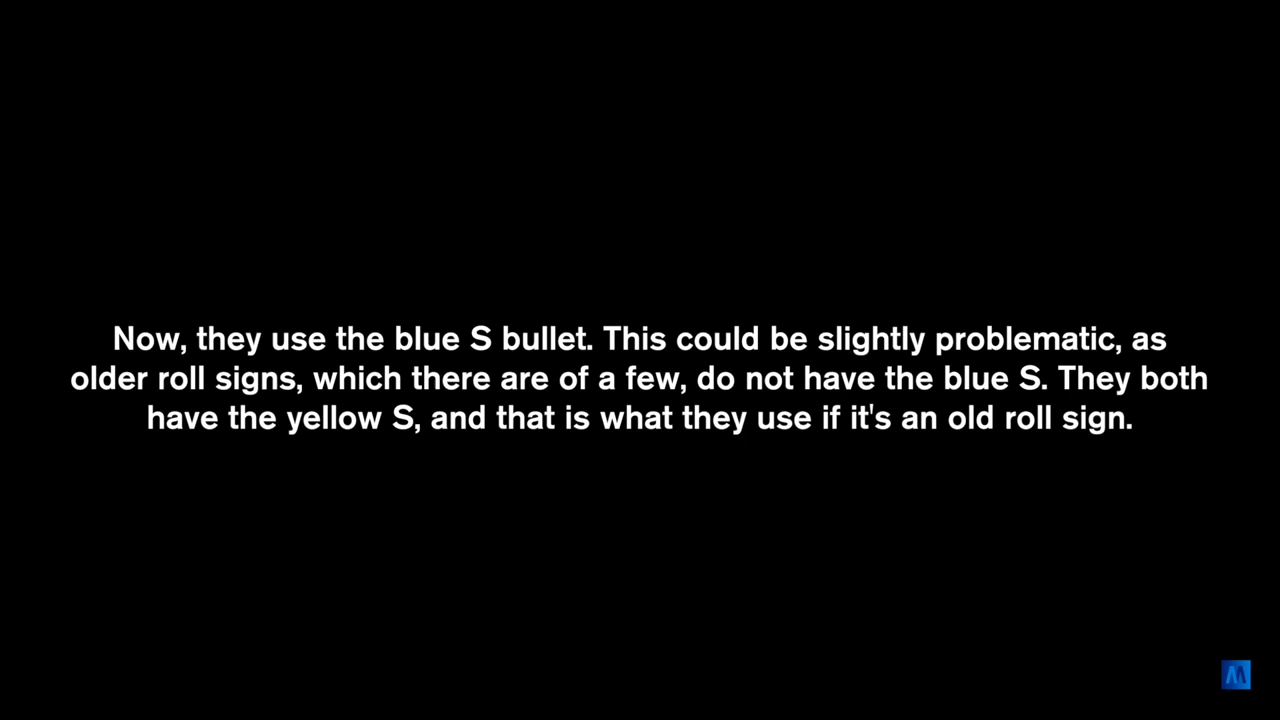 Now, they use the blue S bullet. This could be slightly problematic, as
older roll signs, which there are of a few, do not have the blue S. They both
have the yellow S, and that is what they use if it's an old roll sign.